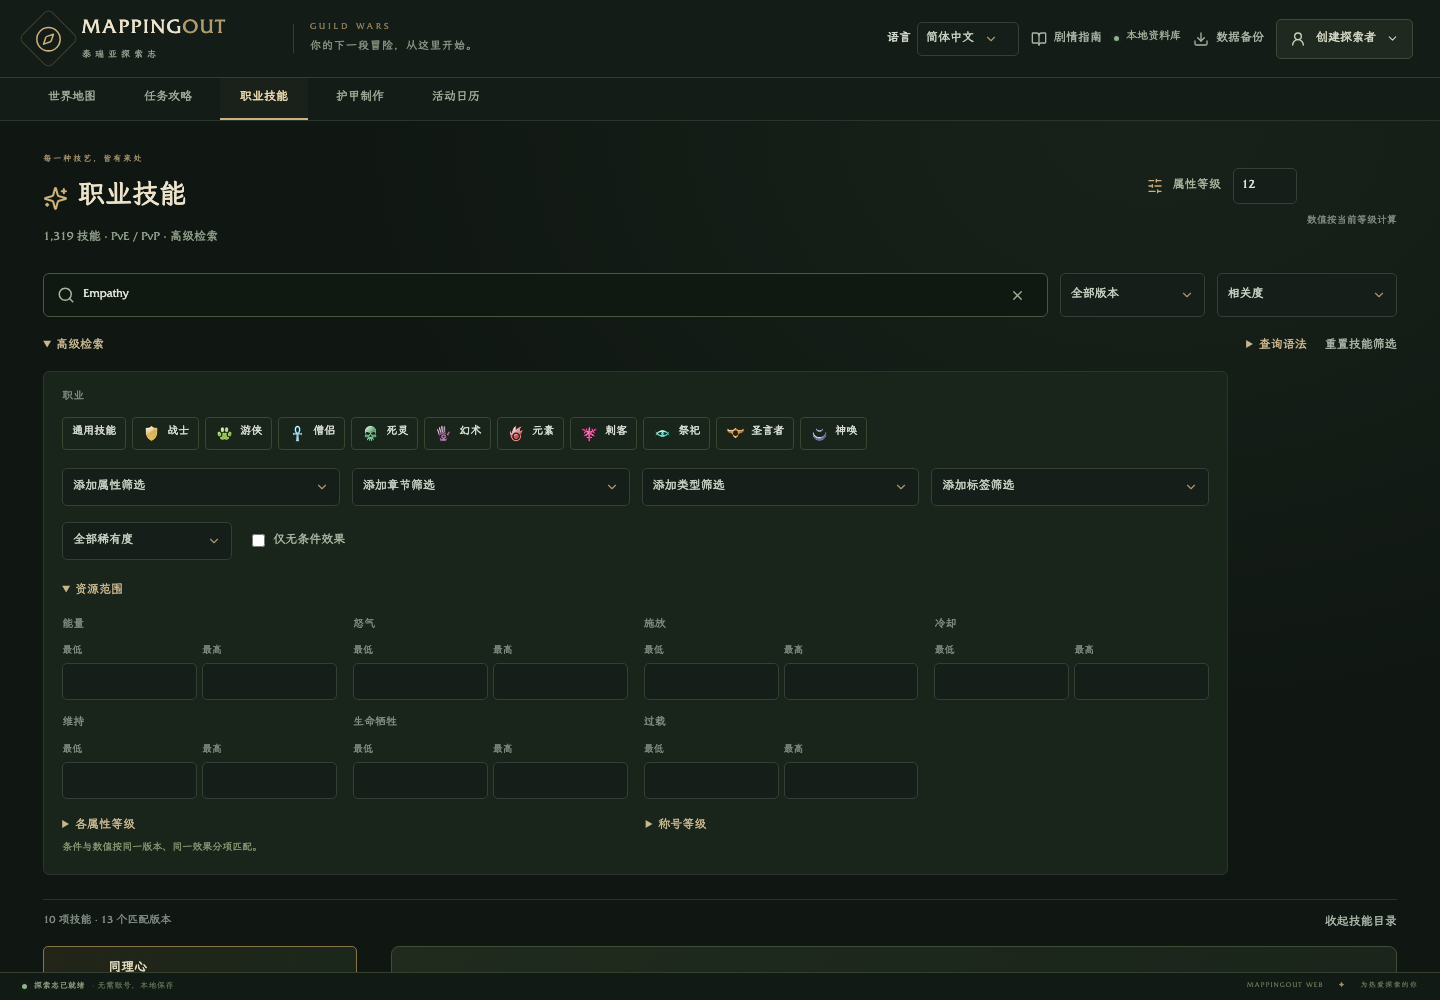 MAPPINGOUT
泰瑞亚探索志
GUILD WARS
你的下一段冒险，从这里开始。
语言
简体中文
剧情指南
本地资料库
数据备份
创建探索者
世界地图
任务攻略
职业技能
护甲制作
活动日历
每一种技艺，皆有来处
职业技能
1,319 技能 · PvE / PvP · 高级检索
属性等级
12
数值按当前等级计算
Empathy
全部版本
相关度
高级检索
查询语法
重置技能筛选
职业
通用技能
战士
游侠
僧侣
死灵
幻术
元素
刺客
祭祀
圣言者
神唤
添加属性筛选
添加章节筛选
添加类型筛选
添加标签筛选
全部稀有度
仅无条件效果
资源范围
能量
怒气
施放
冷却
最低
最高
最低
最高
最低
最高
最低
最高
维持
生命牺牲
过载
最低
最高
最低
最高
最低
最高
各属性等级
称号等级
条件与数值按同一版本、同一效果分项匹配。
10 项技能 · 13 个匹配版本
收起技能目录
同理心
探索志已就绪 · 无需账号，本地保存
MAPPINGOUT WEB ✦ 为热爱探索的你